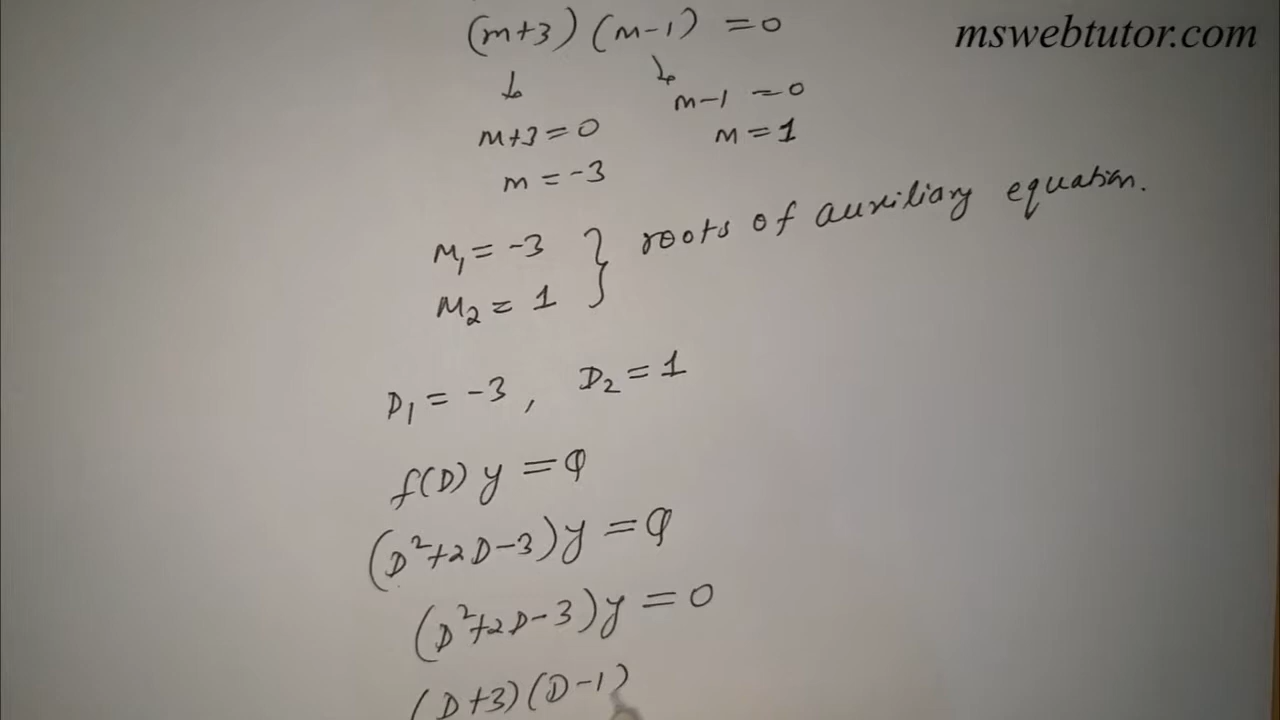 (m+3)(m-1) = 0
mswebtutor.com
↓ ↘
m+3=0
m = -3
m-1 = 0
m = 1
m₁ = -3
m₂ = 1
} roots of auxiliary equation.
D₁ = -3, D₂ = 1
f(D) y = φ
(D²+2D-3)y = φ
(D²+2D-3)y = 0
(D+3)(D-1)